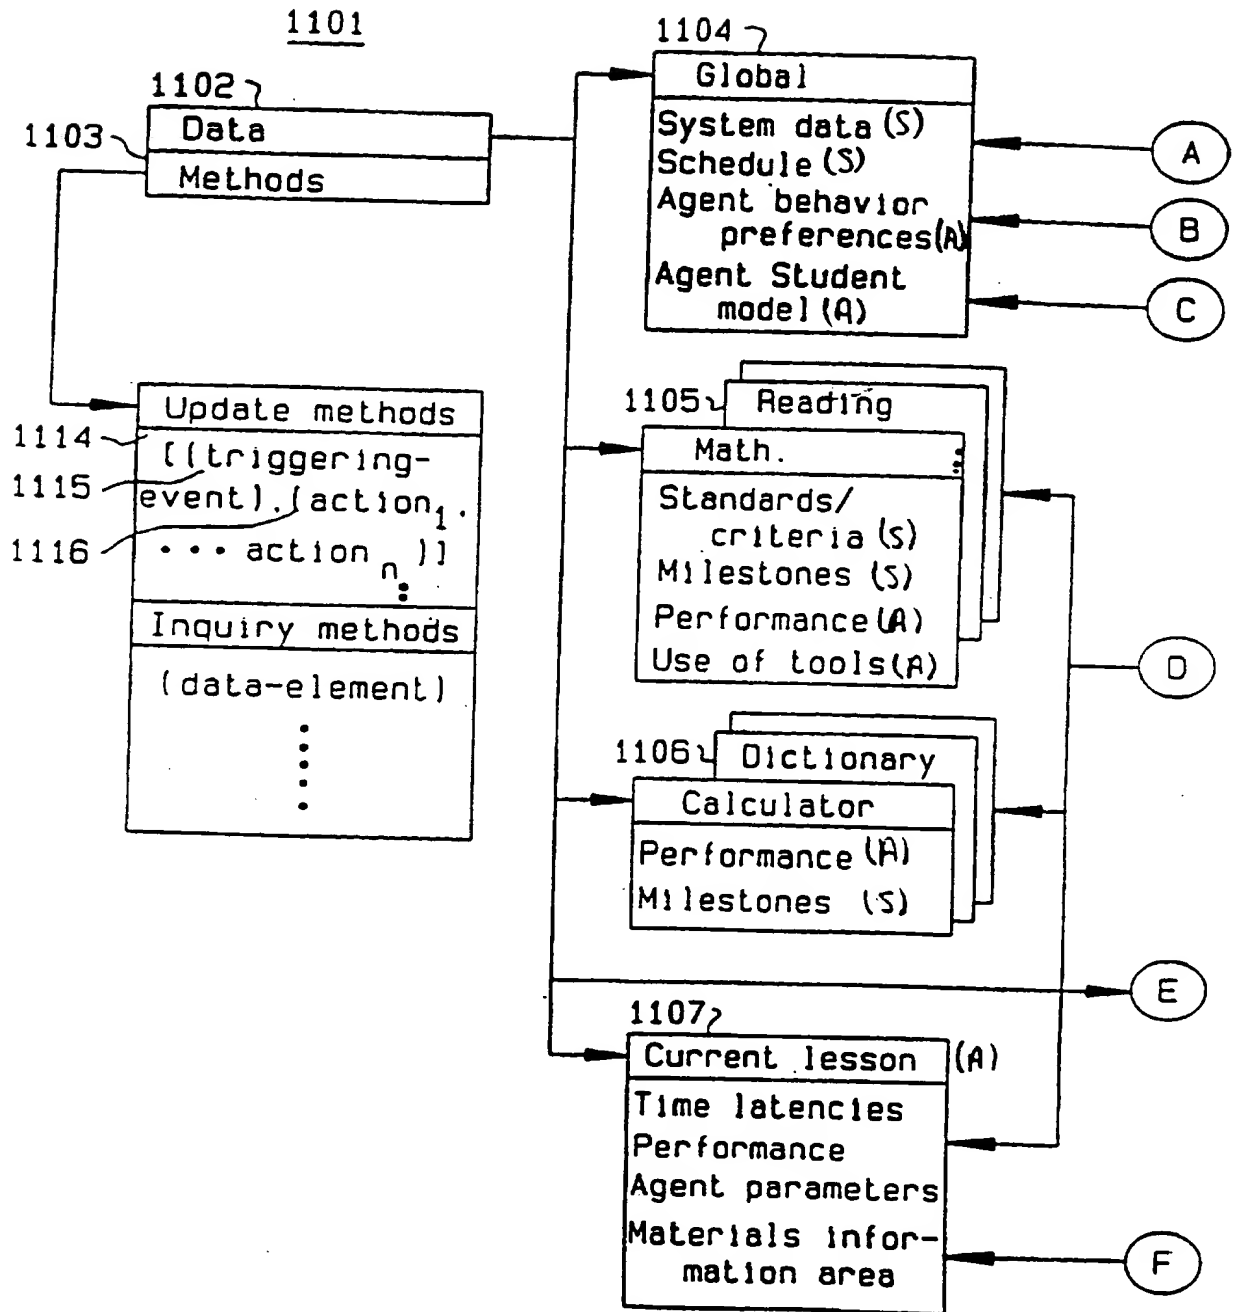 1101
1102
Data
1103
Methods
Update methods
1114
[((triggering-
1115
event),(action1.
1116
••• action n )]
Inquiry methods
(data-element)
1104
Global
System data (S)
Schedule (S)
Agent behavior
preferences (A)
Agent Student
model (A)
A
B
C
1105
Reading
Math.
Standards/
criteria (S)
Milestones (S)
Performance (A)
Use of tools (A)
D
1106
Dictionary
Calculator
Performance (A)
Milestones (S)
E
1107
Current lesson (A)
Time latencies
Performance
Agent parameters
Materials infor-
mation area
F